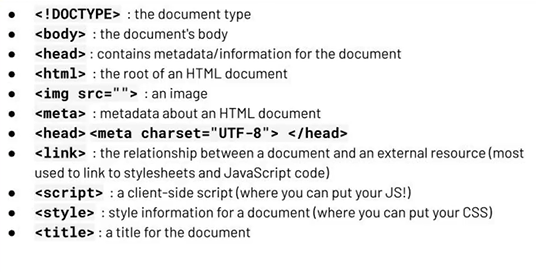 ● <!DOCTYPE> : the document type
● <body> : the document's body
● <head> : contains metadata/information for the document
● <html> : the root of an HTML document
● <img src=""> : an image
● <meta> : metadata about an HTML document
● <head><meta charset="UTF-8"> </head>
● <link> : the relationship between a document and an external resource (most
used to link to stylesheets and JavaScript code)
● <script> : a client-side script (where you can put your JS!)
● <style> : style information for a document (where you can put your CSS)
● <title> : a title for the document